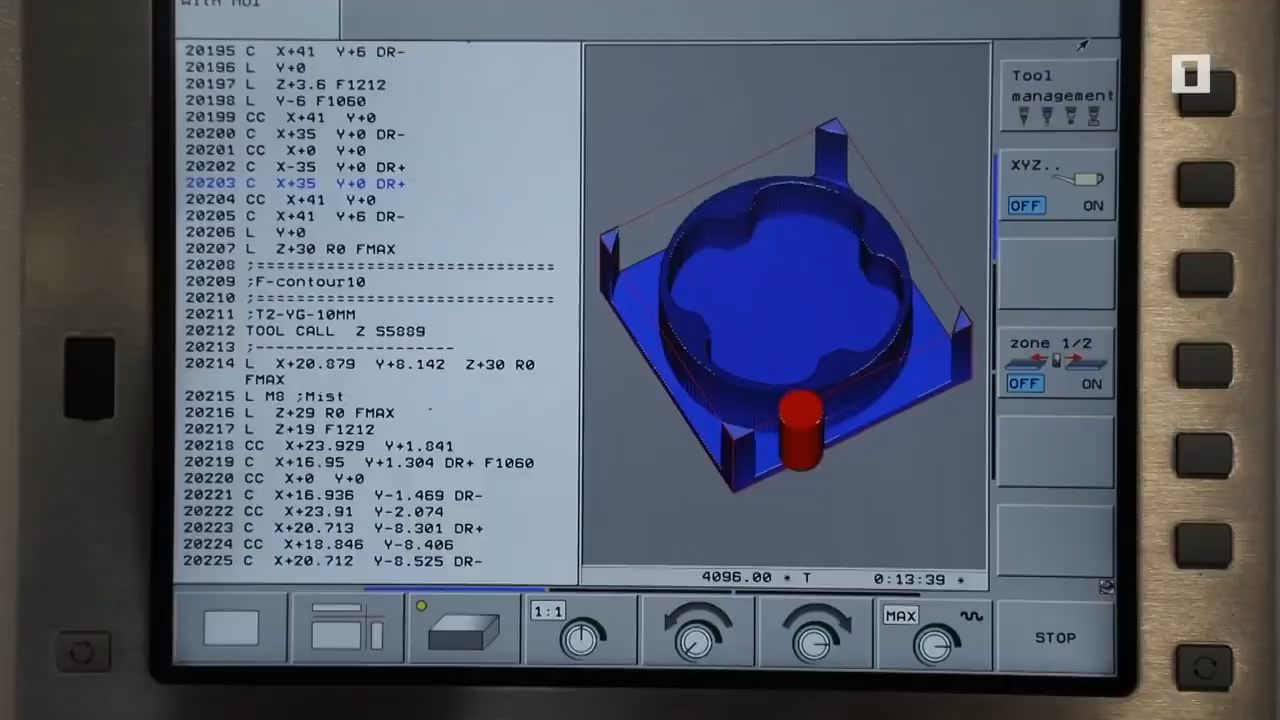 WITH MDI
20195 C X+41 Y+6 DR-
20196 L Y+0
20197 L Z+3.6 F1212
20198 L Y-6 F1060
20199 CC X+41 Y+0
20200 C X+35 Y+0 DR-
20201 CC X+0 Y+0
20202 C X-35 Y+0 DR+
20203 C X+35 Y+0 DR+
20204 CC X+41 Y+0
20205 C X+41 Y+6 DR-
20206 L Y+0
20207 L Z+30 R0 FMAX
20208 ;==============================
20209 ;F-contour10
20210 ;==============================
20211 ;T2-YG-10MM
20212 TOOL CALL Z S5889
20213 ;--------------------
20214 L X+20.879 Y+8.142 Z+30 R0
FMAX
20215 L M8 ;Mist
20216 L Z+29 R0 FMAX
20217 L Z+19 F1212
20218 CC X+23.929 Y+1.841
20219 C X+16.95 Y+1.304 DR+ F1060
20220 CC X+0 Y+0
20221 C X+16.936 Y-1.469 DR-
20222 CC X+23.91 Y-2.074
20223 C X+20.713 Y-8.301 DR+
20224 CC X+18.846 Y-8.406
20225 C X+20.712 Y-8.525 DR-
4096.00 * T 0:13:39 *
Tool
management
XYZ..
OFF ON
zone 1/2
OFF ON
1:1
MAX
STOP